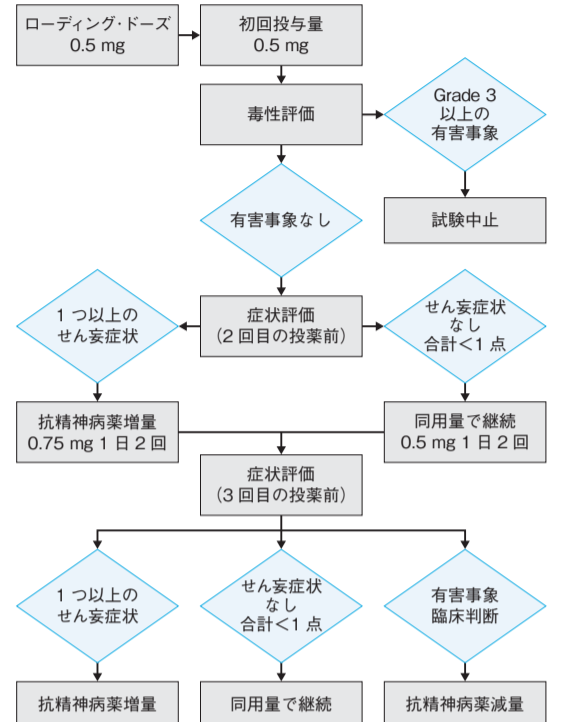 ローディング・ドーズ
0.5 mg
初回投与量
0.5 mg
毒性評価
Grade 3
以上の
有害事象
有害事象なし
試験中止
1 つ以上の
せん妄症状
症状評価
（2 回目の投薬前）
せん妄症状
なし
合計＜1 点
抗精神病薬増量
0.75 mg 1 日 2 回
同用量で継続
0.5 mg 1 日 2 回
症状評価
（3 回目の投薬前）
1 つ以上の
せん妄症状
せん妄症状
なし
合計＜1 点
有害事象
臨床判断
抗精神病薬増量
同用量で継続
抗精神病薬減量